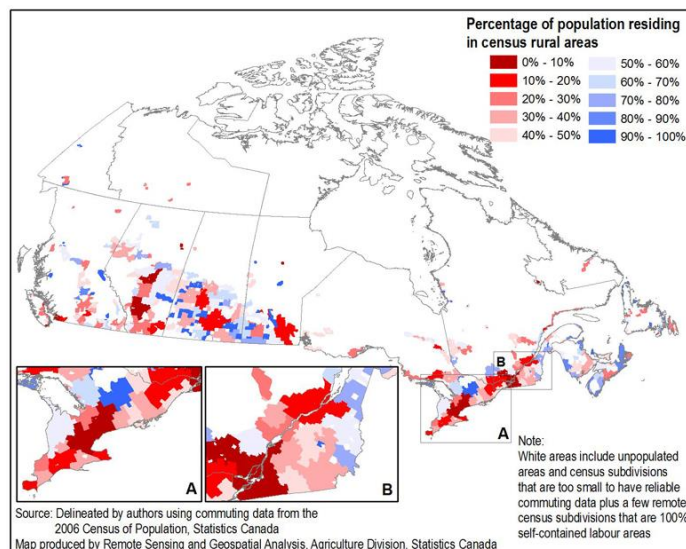 Percentage of population residing
in census rural areas
0% - 10%
10% - 20%
20% - 30%
30% - 40%
40% - 50%
50% - 60%
60% - 70%
70% - 80%
80% - 90%
90% - 100%
B
A
A
B
Note:
White areas include unpopulated
areas and census subdivisions
that are too small to have reliable
commuting data plus a few remote
census subdivisions that are 100%
self-contained labour areas
Source: Delineated by authors using commuting data from the
2006 Census of Population, Statistics Canada
Map produced by Remote Sensing and Geospatial Analysis, Agriculture Division, Statistics Canada